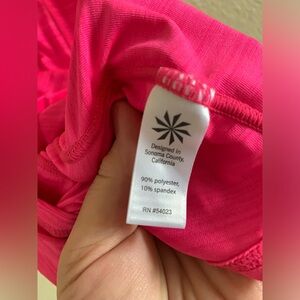 Designed in
Sonoma County,
California
90% polyester,
10% spandex
RN #54023